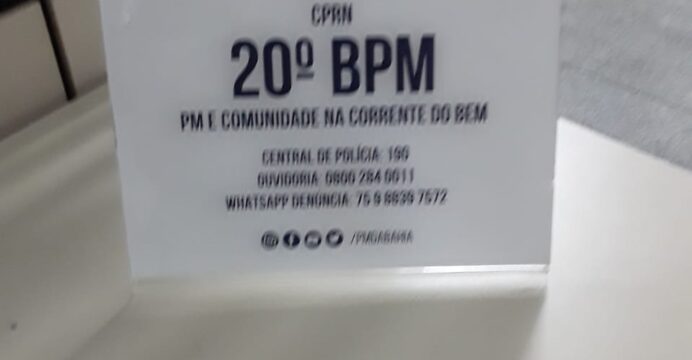 CPRN
20º BPM
PM E COMUNIDADE NA CORRENTE DO BEM
CENTRAL DE POLÍCIA: 190
OUVIDORIA: 0800 284 0011
WHATSAPP DENÚNCIA: 75 9 8839 7572
/PMDABAHIA